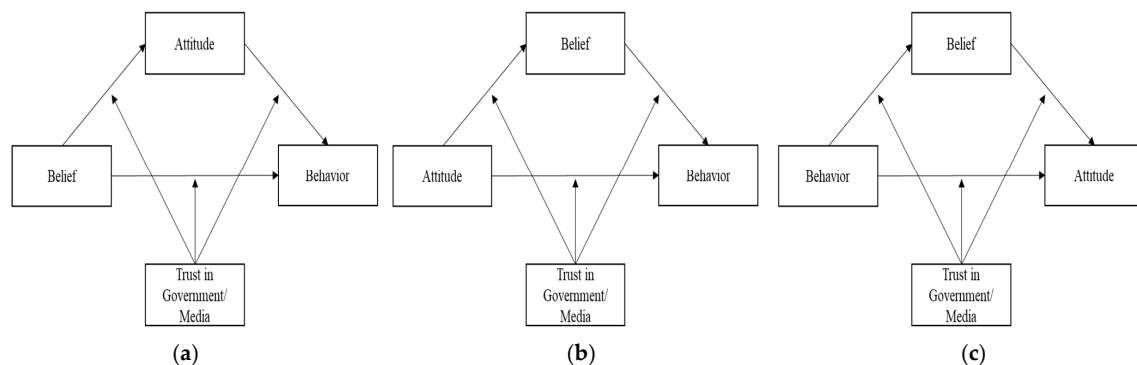 Attitude
Belief
Behavior
Trust in
Government/
Media
(a)
Belief
Attitude
Behavior
Trust in
Government/
Media
(b)
Belief
Behavior
Attitude
Trust in
Government/
Media
(c)